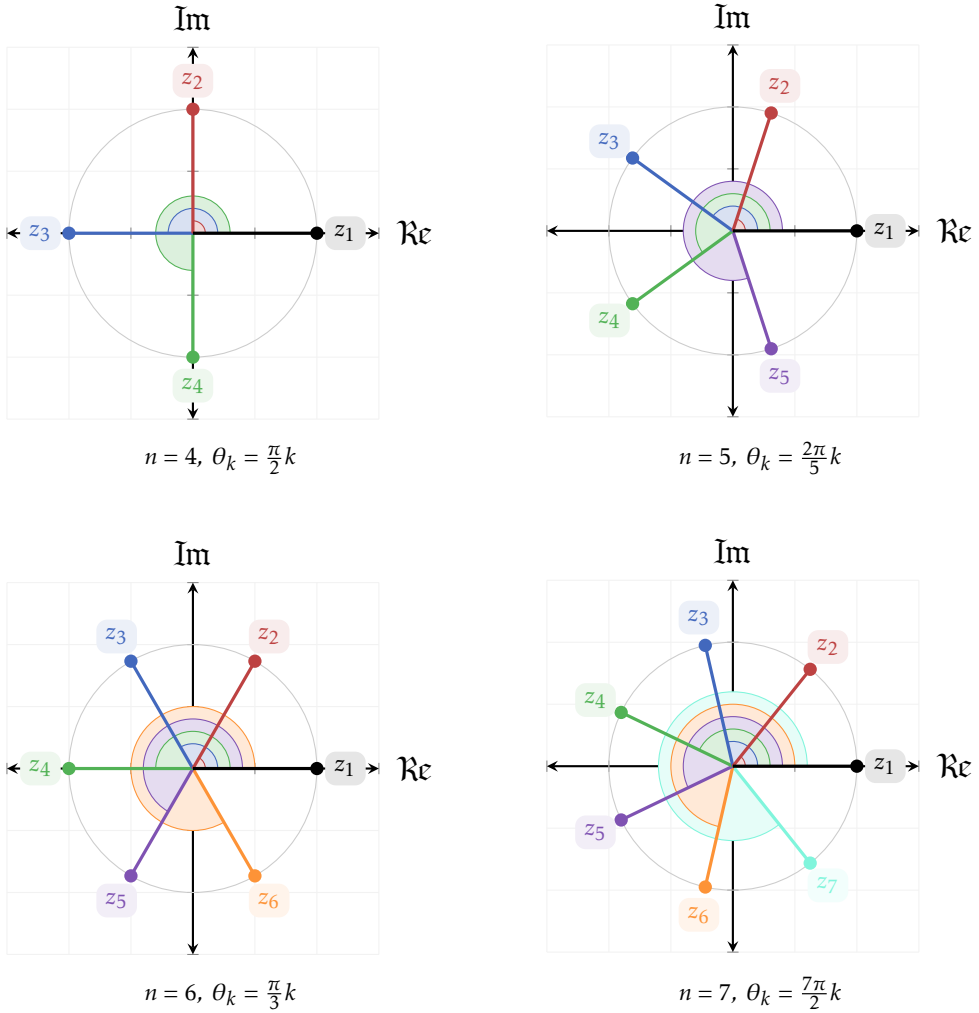 Im
z₂
z₃
z₁
Re
z₄
n = 4, θₖ = π/2 k
z₂
z₃
z₁
Re
z₄
z₅
n = 5, θₖ = 2π/5 k
Im
z₃
z₂
z₄
z₁
Re
z₅
z₆
n = 6, θₖ = π/3 k
Im
z₃
z₂
z₄
z₁
Re
z₅
z₆
z₇
n = 7, θₖ = 7π/2 k